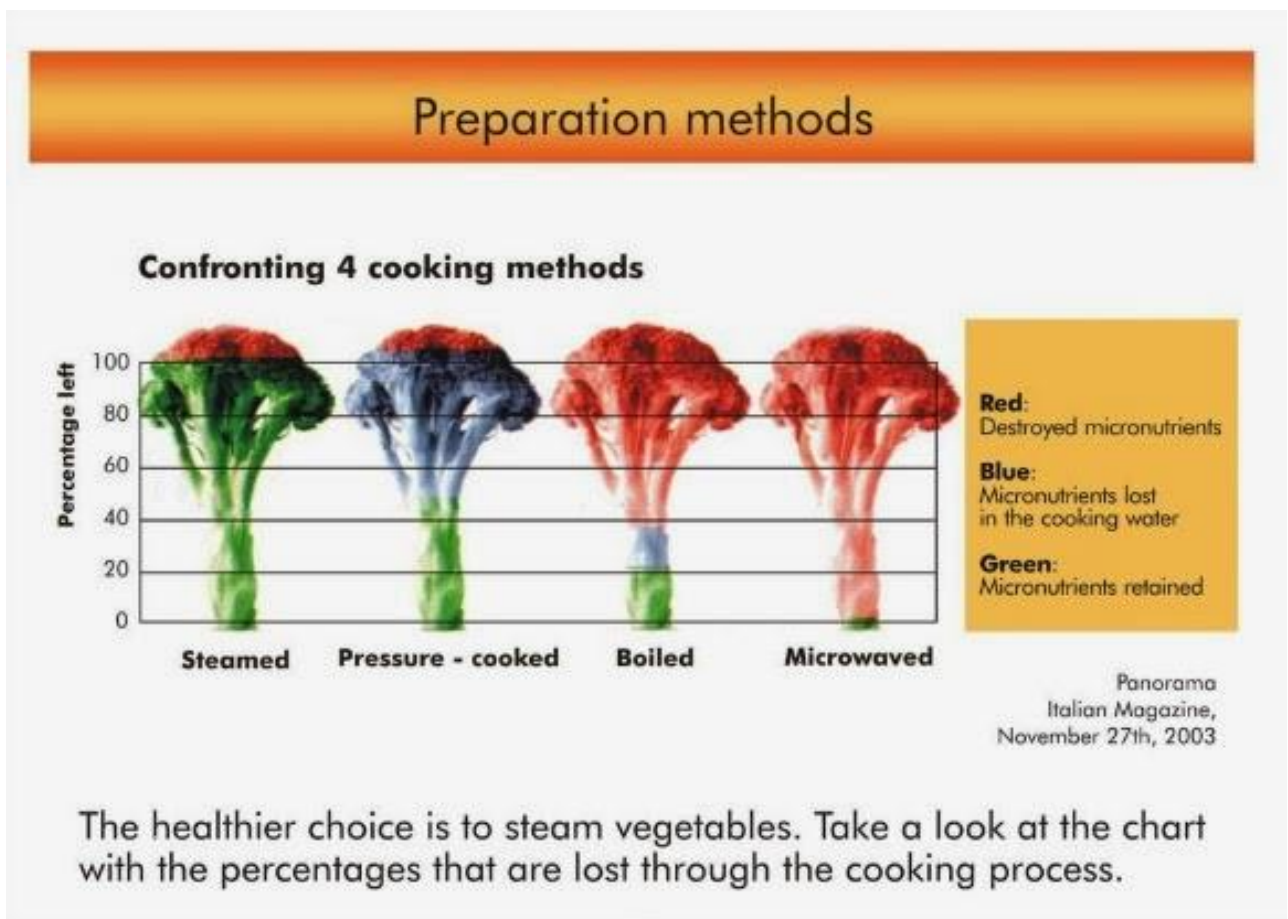 Preparation methods
Confronting 4 cooking methods
Percentage left
100
80
60
40
20
0
Steamed
Pressure - cooked
Boiled
Microwaved
Red:
Destroyed micronutrients
Blue:
Micronutrients lost
in the cooking water
Green:
Micronutrients retained
Panorama
Italian Magazine,
November 27th, 2003
The healthier choice is to steam vegetables. Take a look at the chart
with the percentages that are lost through the cooking process.